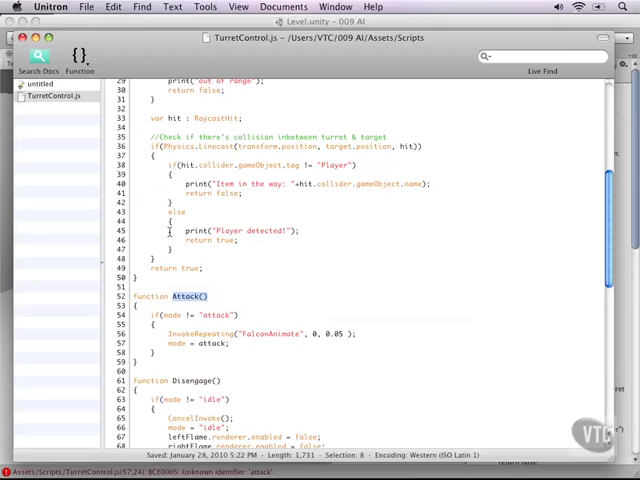 Unitron File Edit Find Text Tools View Documents Window Help
Level.unity - 009 AI
TurretControl.js - /Users/VTC/009 AI/Assets/Scripts
Search Docs Function
Live Find
untitled
TurretControl.js
29 print("out of range");
30 return false;
31 }
32
33 var hit : RaycastHit;
34
35 //Check if there's collision inbetween turret & target
36 if(Physics.Linecast(transform.position, target.position, hit))
37 {
38 if(hit.collider.gameObject.tag != "Player")
39 {
40 print("Item in the way: "+hit.collider.gameObject.name);
41 return false;
42 }
43 else
44 {
45 print("Player detected!");
46 return true;
47 }
48 }
49 return true;
50 }
51
52 function Attack()
53 {
54 if(mode != "attack")
55 {
56 InvokeRepeating("FalconAnimate", 0, 0.05 );
57 mode = attack;
58 }
59 }
60
61 function Disengage()
62 {
63 if(mode != "idle")
64 {
65 CancelInvoke();
66 mode = "idle";
67 leftFlame.renderer.enabled = false;
68 rightFlame.renderer.enabled = false;
VTC
Saved: January 28, 2010 5:22 PM - Length: 1,731 - Selection: 8 - Encoding: Western (ISO Latin 1)
Assets/Scripts/TurretControl.js(57,24): BCE0005: Unknown identifier: 'attack'.